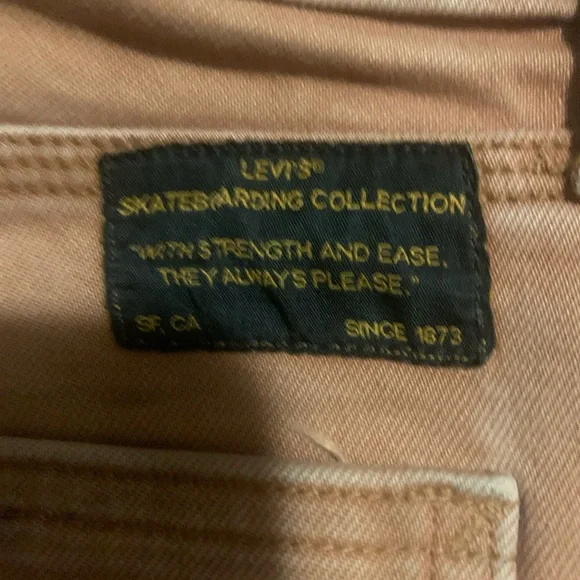 LEVI'S®
SKATEBOARDING COLLECTION
"WITH STRENGTH AND EASE.
THEY ALWAYS PLEASE."
SF, CA SINCE 1873